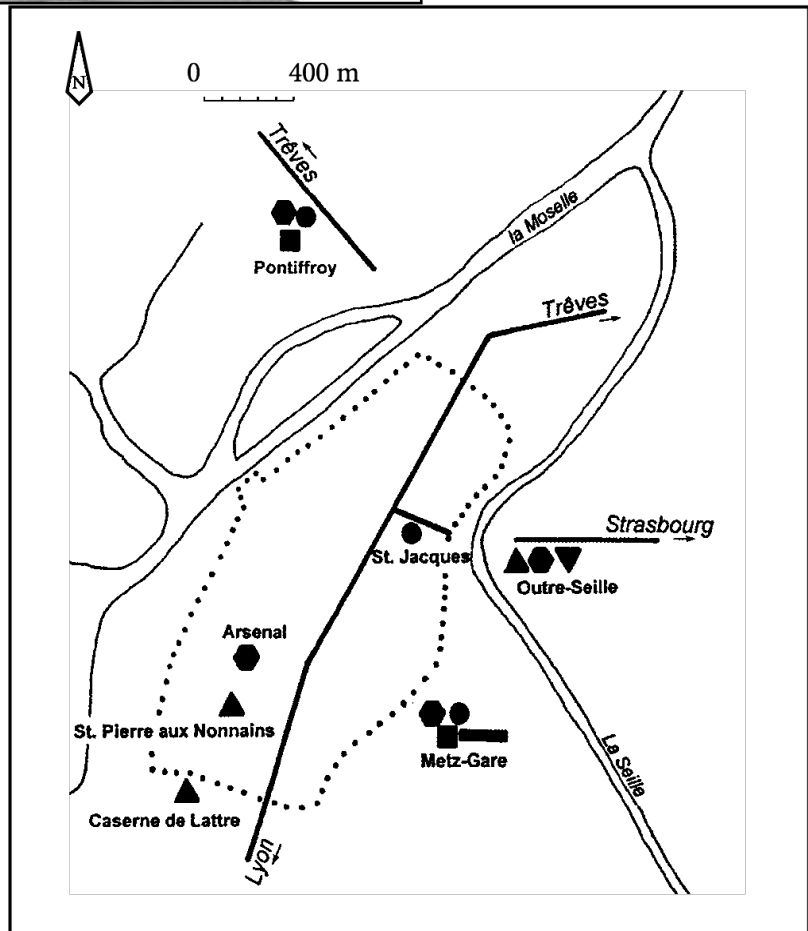 N
0 400 m
Trêves
la Moselle
Pontiffroy
Trêves
Strasbourg
St. Jacques
Outre-Seille
Arsenal
St. Pierre aux Nonnains
Metz-Gare
La Seille
Caserne de Lattre
Lyon